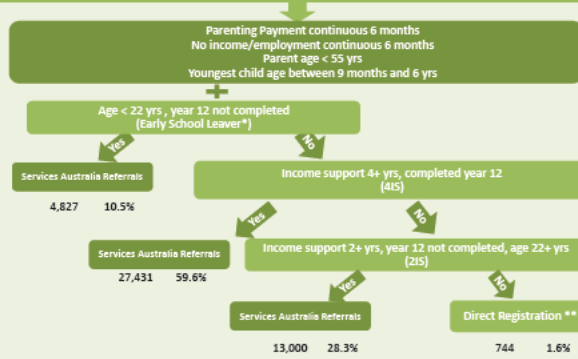 Parenting Payment continuous 6 months
No income/employment continuous 6 months
Parent age < 55 yrs
Youngest child age between 9 months and 6 yrs
Age < 22 yrs , year 12 not completed
(Early School Leaver*)
Yes
No
Services Australia Referrals
Income support 4+ yrs, completed year 12
(4IS)
4,827 10.5%
Yes
No
Services Australia Referrals
Income support 2+ yrs, year 12 not completed, age 22+ yrs
(2IS)
27,431 59.6%
Yes
No
Services Australia Referrals
Direct Registration **
13,000 28.3%
744 1.6%